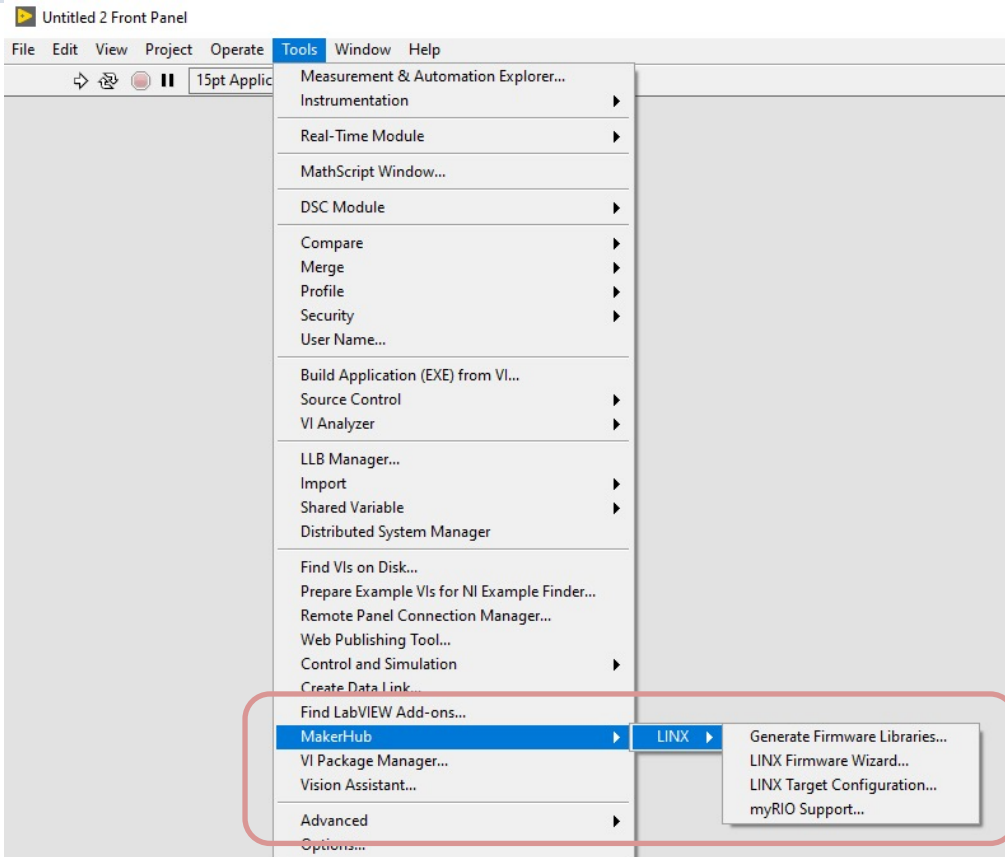 Untitled 2 Front Panel
File Edit View Project Operate Tools Window Help
15pt Applic
Measurement & Automation Explorer...
Instrumentation
Real-Time Module
MathScript Window...
DSC Module
Compare
Merge
Profile
Security
User Name...
Build Application (EXE) from VI...
Source Control
VI Analyzer
LLB Manager...
Import
Shared Variable
Distributed System Manager
Find VIs on Disk...
Prepare Example VIs for NI Example Finder...
Remote Panel Connection Manager...
Web Publishing Tool...
Control and Simulation
Create Data Link...
Find LabVIEW Add-ons...
MakerHub LINX Generate Firmware Libraries...
VI Package Manager... LINX Firmware Wizard...
Vision Assistant... LINX Target Configuration...
myRIO Support...
Advanced
Options...